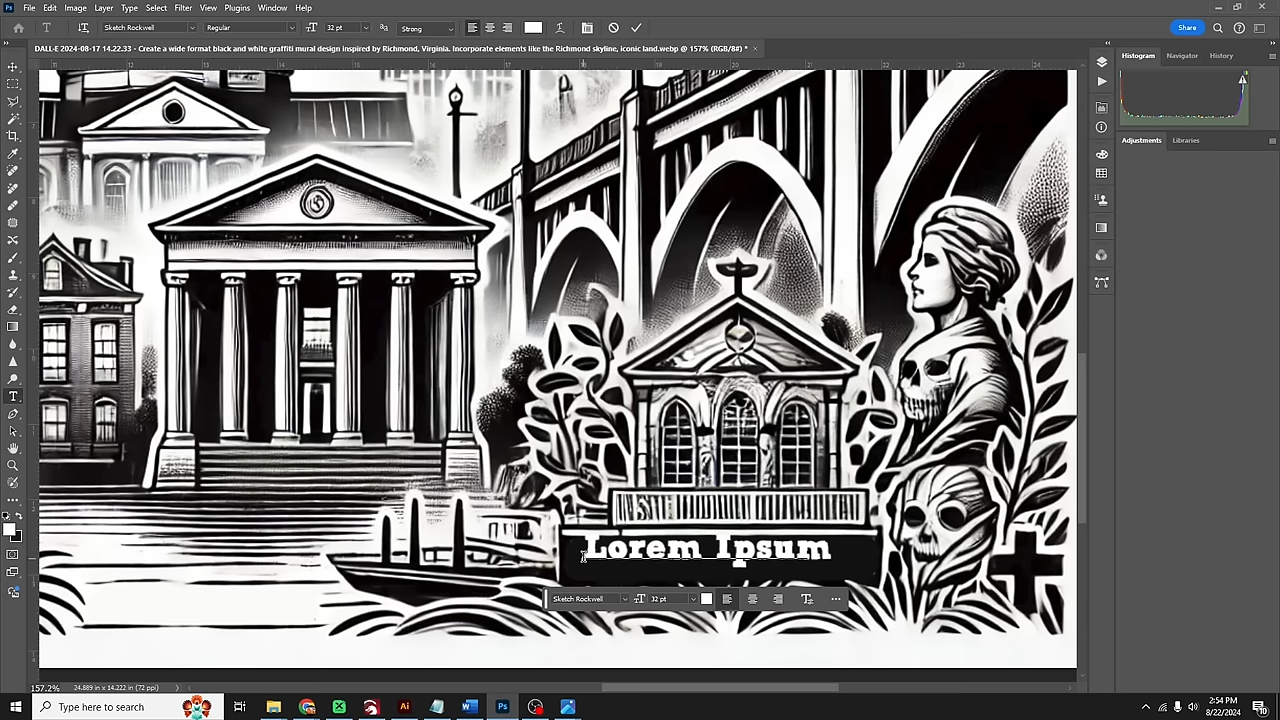 File Edit Image Layer Type Select Filter View Plugins Window Help
Sketch Rockwell Regular 32 pt Strong Share
DALL-E 2024-08-17 14.22.33 - Create a wide format black and white graffiti mural design inspired by Richmond, Virginia. Incorporate elements like the Richmond skyline, iconic land.webp @ 157% (RGB/8#) *
Histogram Navigator History
Adjustments Libraries
Lorem Ipsum
Sketch Rockwell 32 pt
157.2% 24.889 in x 14.222 in (72 ppi)
Type here to search
2:54 PM
8/22/2024